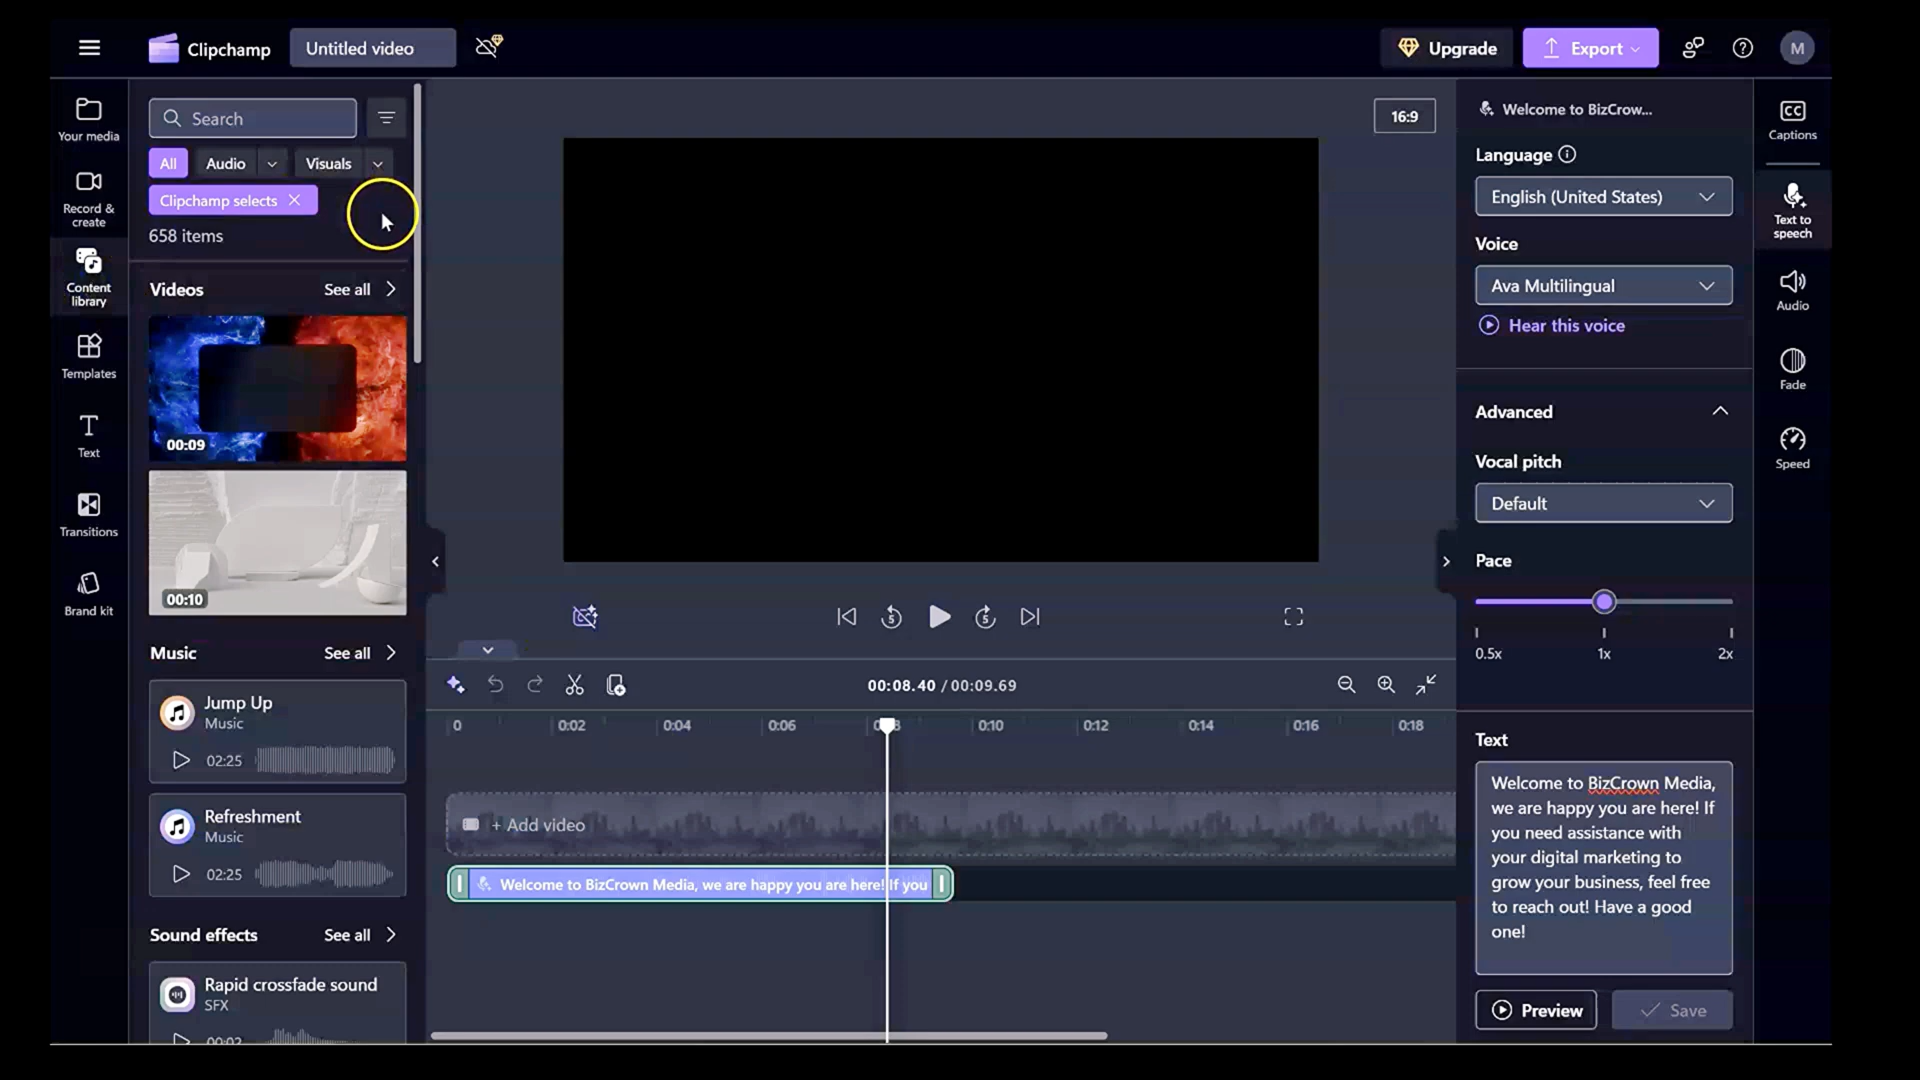 Clipchamp
Untitled video
Upgrade
Export
M
Your media
Record &
create
Content
library
Templates
Text
Transitions
Brand kit
Search
All
Audio
Visuals
Clipchamp selects
658 items
Videos
See all
00:09
00:10
Music
See all
Jump Up
Music
02:25
Refreshment
Music
02:25
Sound effects
See all
Rapid crossfade sound
SFX
00:02
16:9
5
5
00:08.40 / 00:09.69
0
0:02
0:04
0:06
0:10
0:12
0:14
0:16
0:18
+ Add video
Welcome to BizCrown Media, we are happy you are here! If you
Welcome to BizCrow...
Language
English (United States)
Voice
Ava Multilingual
Hear this voice
Advanced
Vocal pitch
Default
Pace
0.5x
1x
2x
Text
Welcome to BizCrown Media,
we are happy you are here! If
you need assistance with
your digital marketing to
grow your business, feel free
to reach out! Have a good
one!
Preview
Save
CC
Captions
Text to
speech
Audio
Fade
Speed